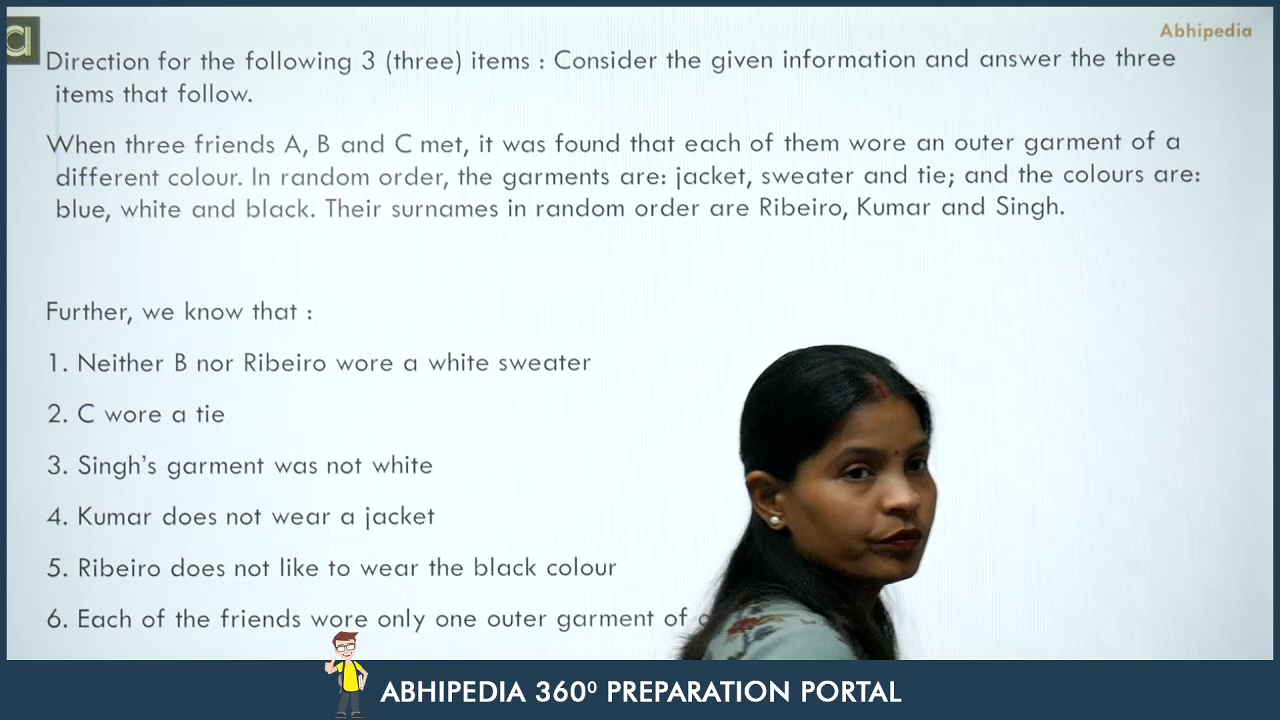 Abhipedia
Direction for the following 3 (three) items : Consider the given information and answer the three
items that follow.
When three friends A, B and C met, it was found that each of them wore an outer garment of a
different colour. In random order, the garments are: jacket, sweater and tie; and the colours are:
blue, white and black. Their surnames in random order are Ribeiro, Kumar and Singh.
Further, we know that :
1. Neither B nor Ribeiro wore a white sweater
2. C wore a tie
3. Singh’s garment was not white
4. Kumar does not wear a jacket
5. Ribeiro does not like to wear the black colour
6. Each of the friends wore only one outer garment of
ABHIPEDIA 360⁰ PREPARATION PORTAL